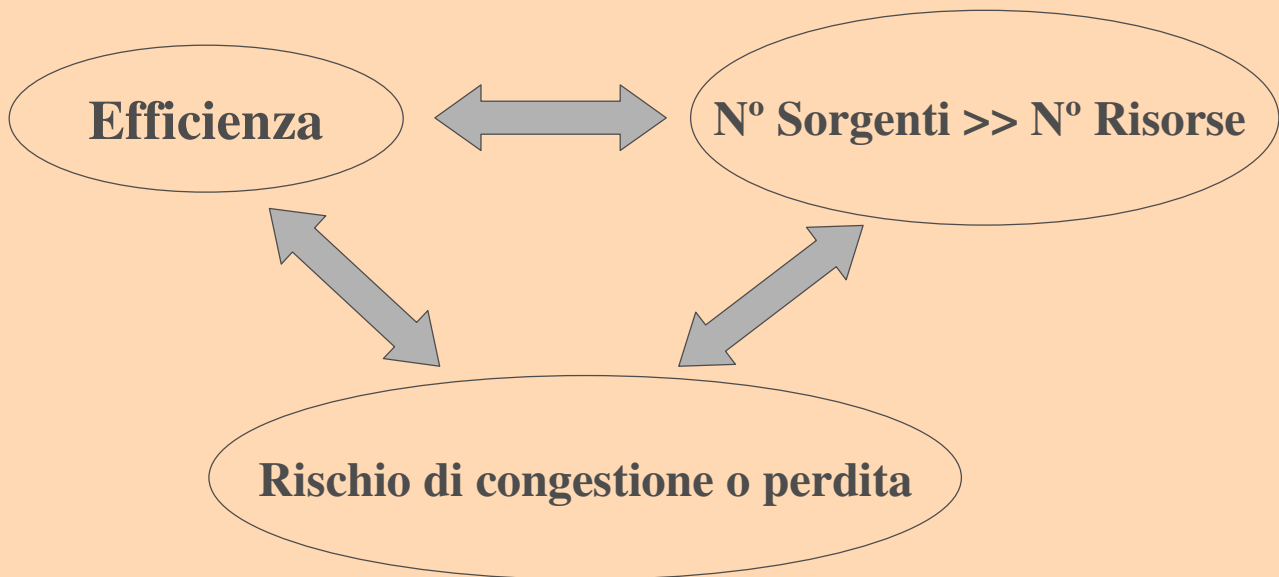 Efficienza
Nº Sorgenti >> Nº Risorse
Rischio di congestione o perdita